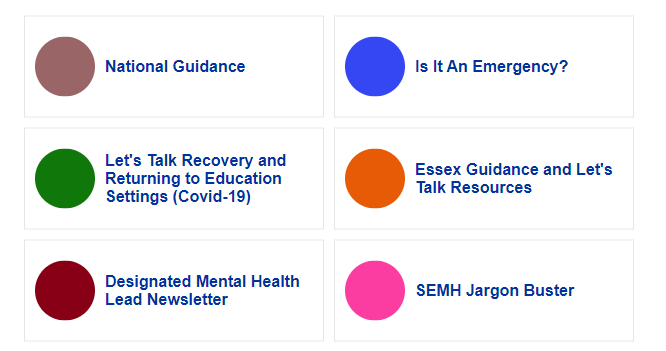 National Guidance
Is It An Emergency?
Let's Talk Recovery and
Returning to Education
Settings (Covid-19)
Essex Guidance and Let's
Talk Resources
Designated Mental Health
Lead Newsletter
SEMH Jargon Buster